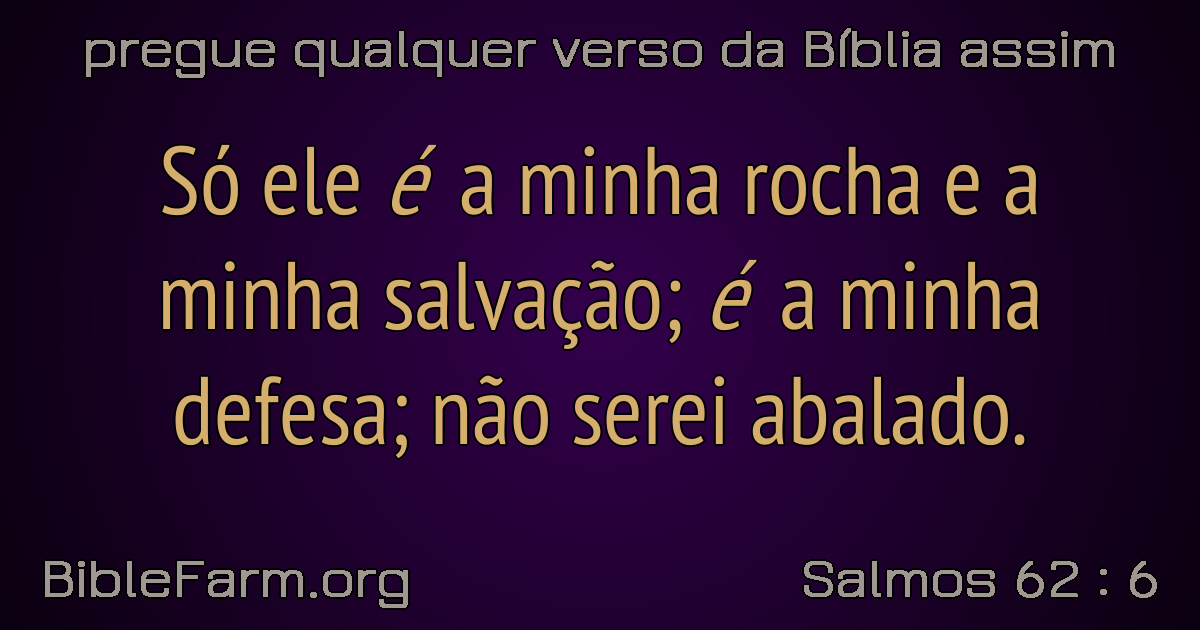 pregue qualquer verso da Bíblia assim
Só ele é a minha rocha e a
minha salvação; é a minha
defesa; não serei abalado.
BibleFarm.org
Salmos 62 : 6